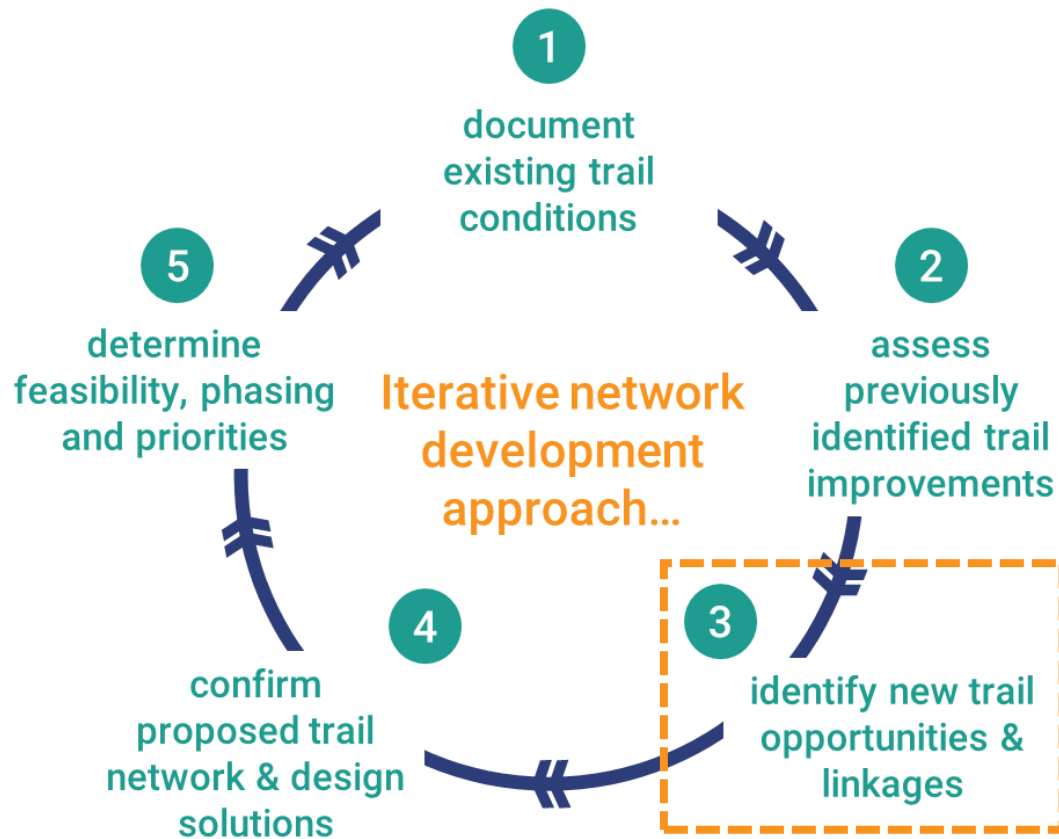 1
document
existing trail
conditions
2
assess
previously
identified trail
improvements
3
identify new trail
opportunities &
linkages
4
confirm
proposed trail
network & design
solutions
5
determine
feasibility, phasing
and priorities
Iterative network
development
approach…